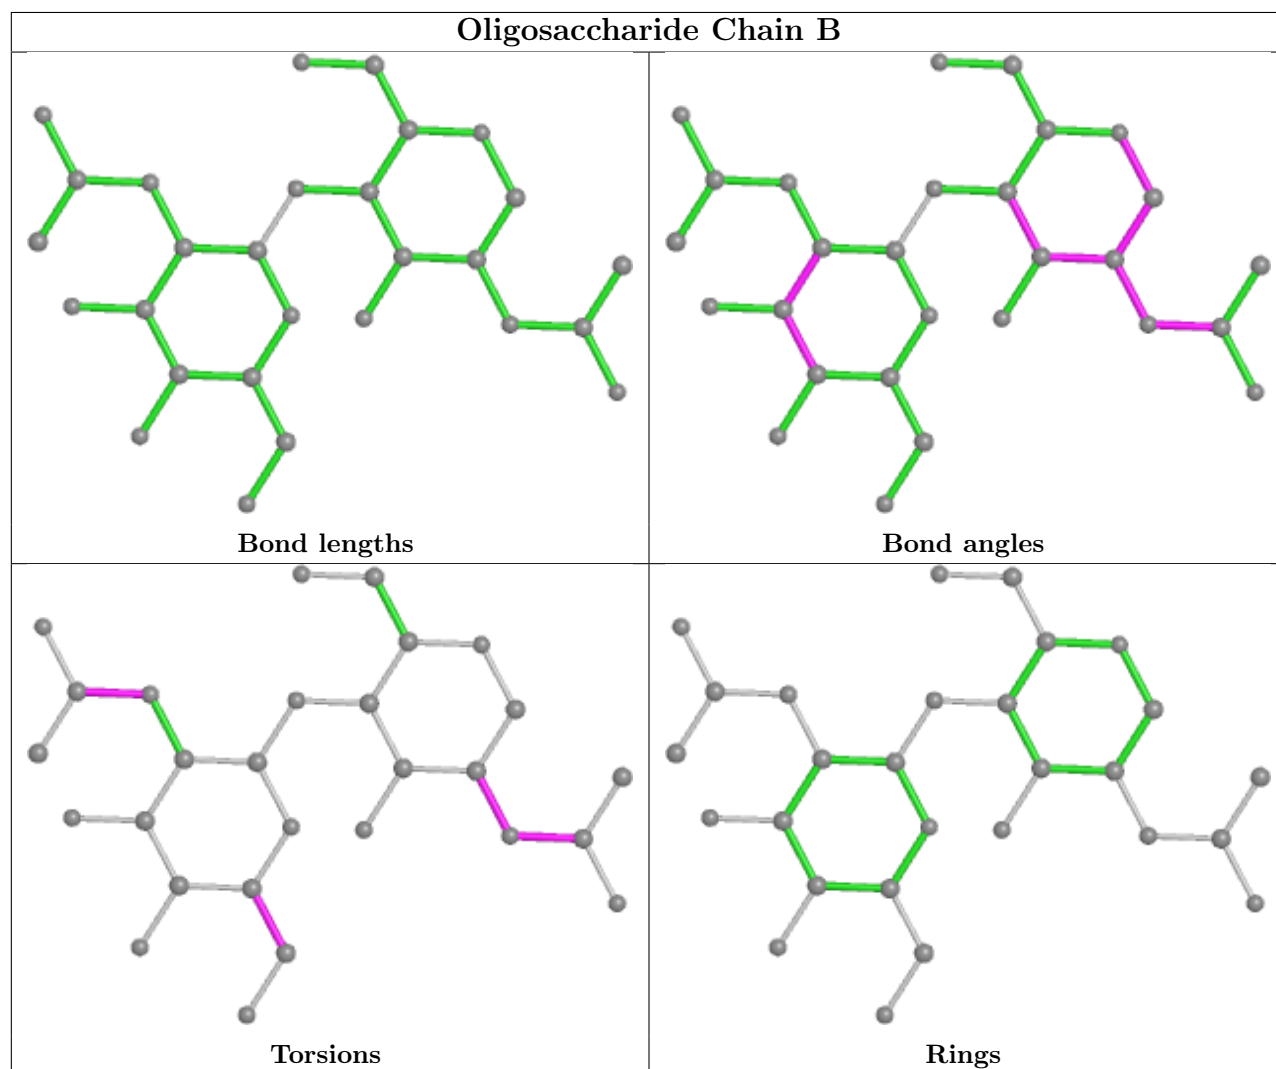 Oligosaccharide Chain B
Bond lengths
Bond angles
Torsions
Rings